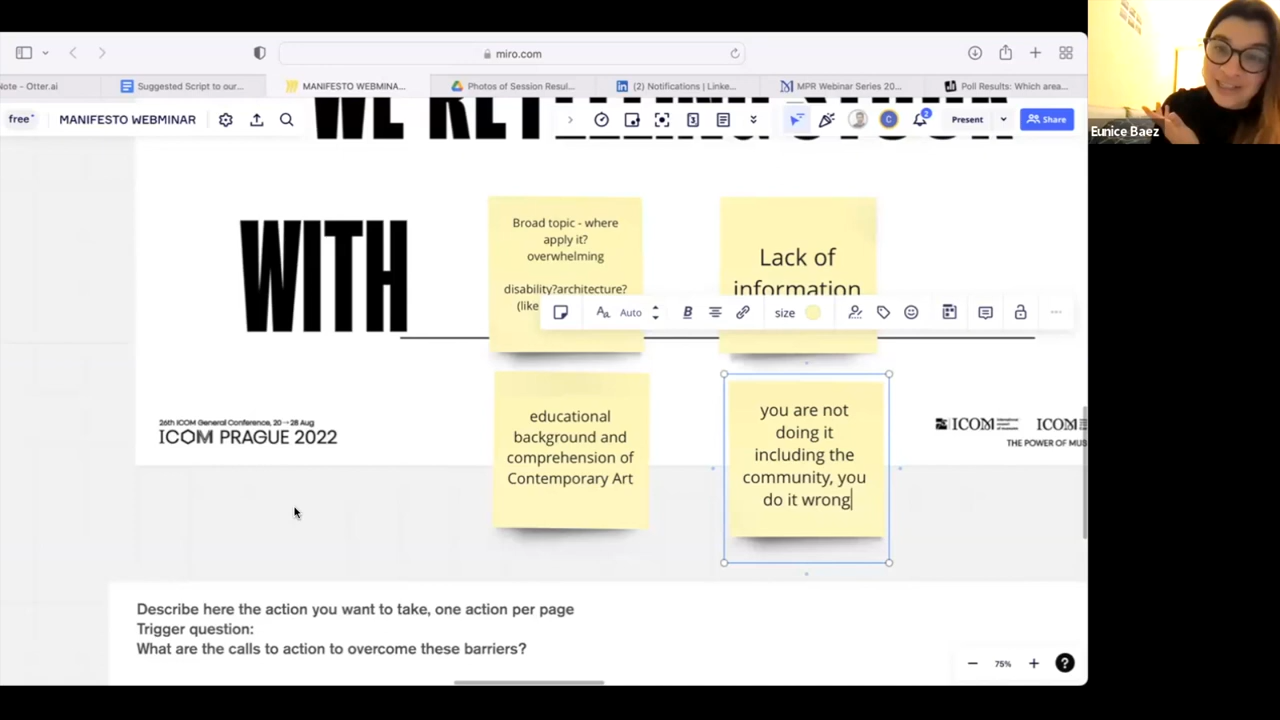 miro.com
Note - Otter.ai
Suggested Script to our...
MANIFESTO WEBMINA...
Photos of Session Resul...
(2) Notifications | Linke...
MPR Webinar Series 20...
Poll Results: Which area...
free
MANIFESTO WEBMINAR
2
Present
Share
Eunice Baez
WITH
Broad topic - where
apply it?
overwhelming
disability?architecture?
(like
Lack of
information
Auto
B
size
educational
background and
comprehension of
Contemporary Art
you are not
doing it
including the
community, you
do it wrong
26th ICOM General Conference, 20→28 Aug
ICOM PRAGUE 2022
ICOM
ICOM
THE POWER OF MUS
Describe here the action you want to take, one action per page
Trigger question:
What are the calls to action to overcome these barriers?
75%
?